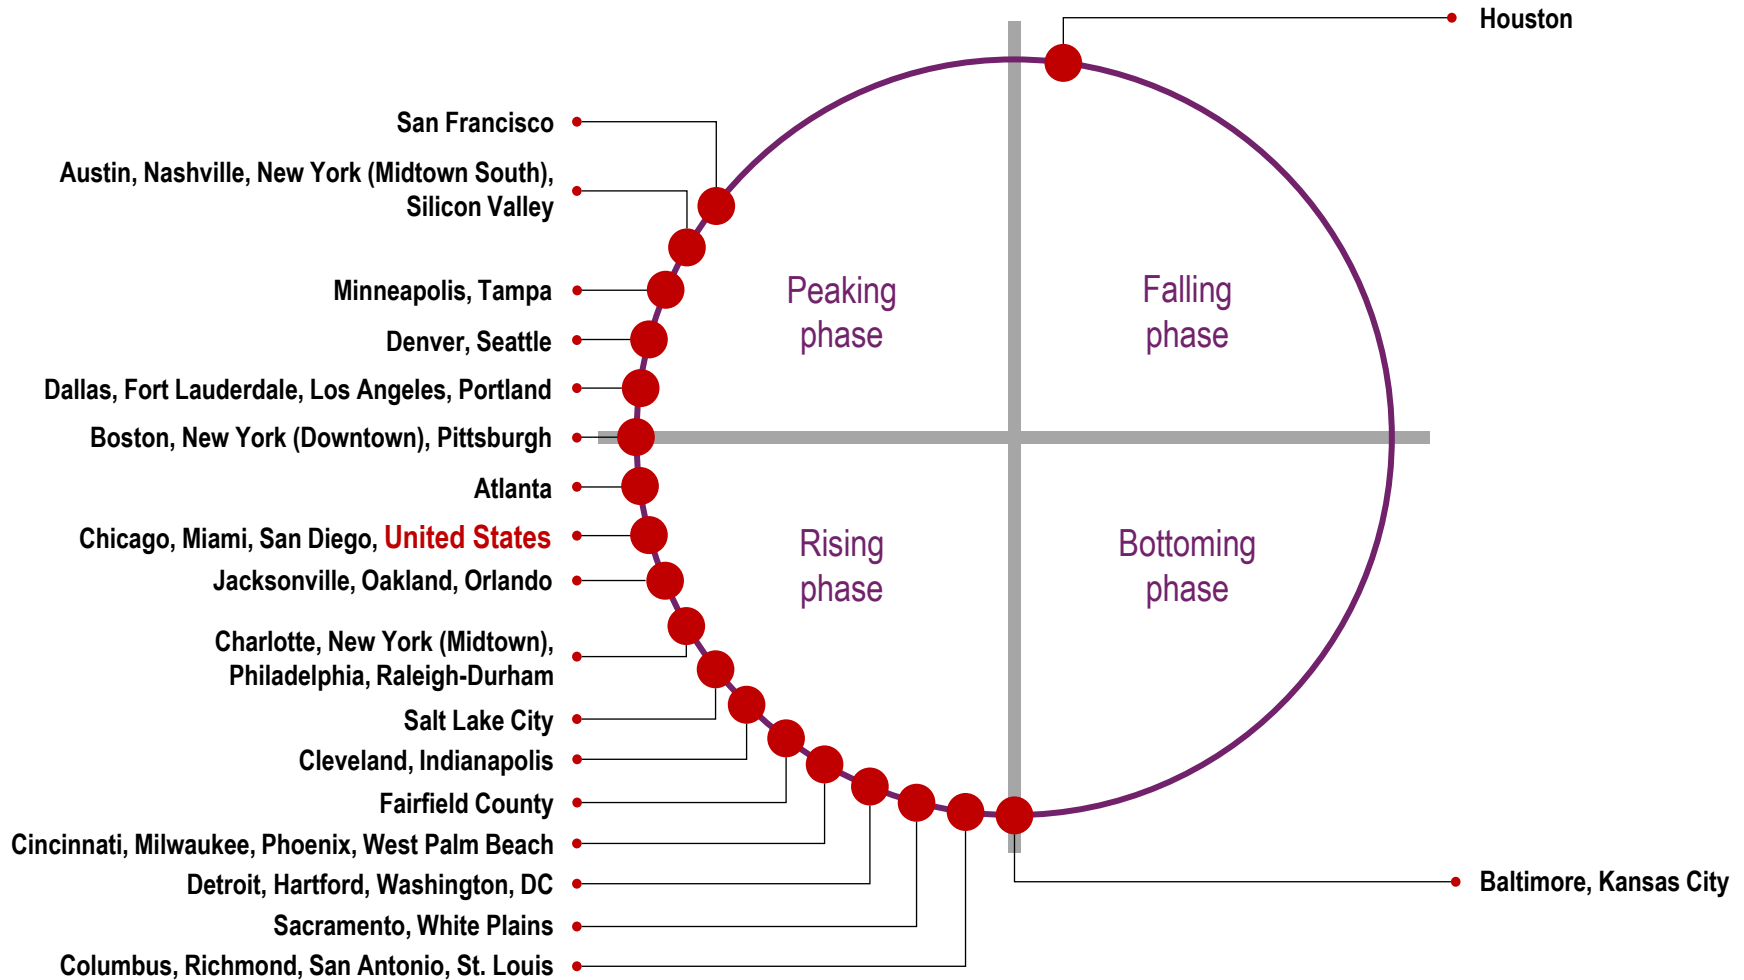 Houston
San Francisco
Austin, Nashville, New York (Midtown South),
Silicon Valley
Minneapolis, Tampa
Denver, Seattle
Dallas, Fort Lauderdale, Los Angeles, Portland
Boston, New York (Downtown), Pittsburgh
Atlanta
Chicago, Miami, San Diego, United States
Jacksonville, Oakland, Orlando
Charlotte, New York (Midtown),
Philadelphia, Raleigh-Durham
Salt Lake City
Cleveland, Indianapolis
Fairfield County
Cincinnati, Milwaukee, Phoenix, West Palm Beach
Detroit, Hartford, Washington, DC
Sacramento, White Plains
Columbus, Richmond, San Antonio, St. Louis
Peaking
phase
Falling
phase
Rising
phase
Bottoming
phase
Baltimore, Kansas City